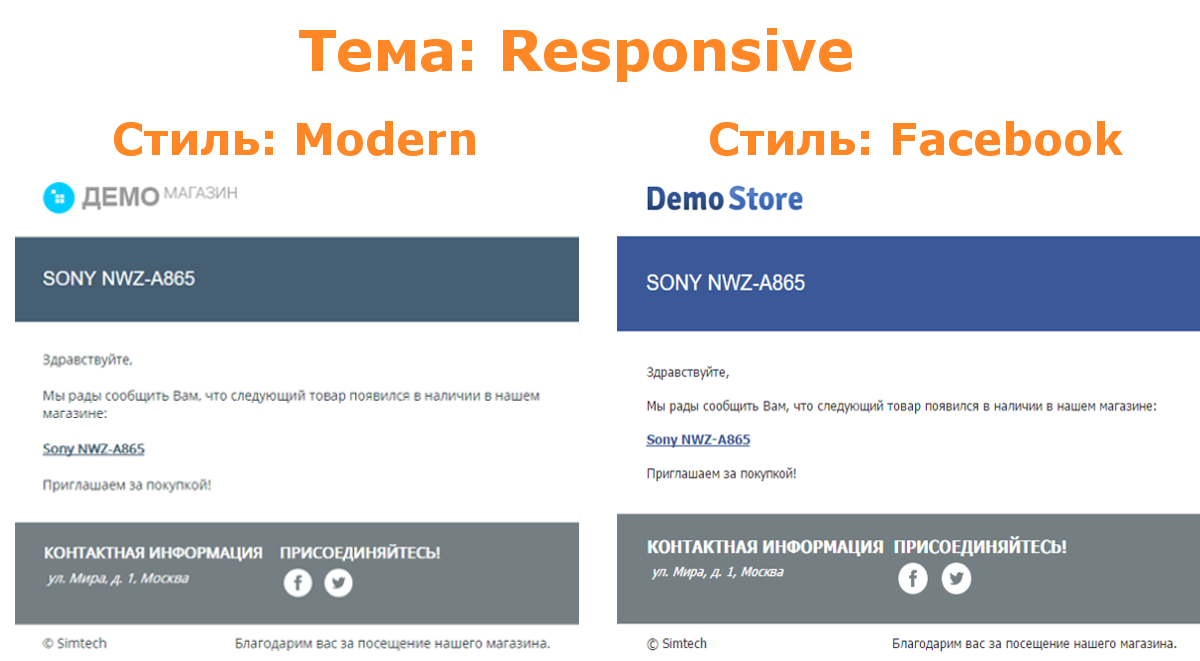 Тема: Responsive
Стиль: Modern
ДЕМО МАГАЗИН
SONY NWZ-A865
Здравствуйте,
Мы рады сообщить Вам, что следующий товар появился в наличии в нашем
магазине:
Sony NWZ-A865
Приглашаем за покупкой!
КОНТАКТНАЯ ИНФОРМАЦИЯ
ул. Мира, д. 1, Москва
ПРИСОЕДИНЯЙТЕСЬ!
© Simtech
Благодарим вас за посещение нашего магазина.
Стиль: Facebook
Demo Store
SONY NWZ-A865
Здравствуйте,
Мы рады сообщить Вам, что следующий товар появился в наличии в нашем магазине:
Sony NWZ-A865
Приглашаем за покупкой!
КОНТАКТНАЯ ИНФОРМАЦИЯ
ул. Мира, д. 1, Москва
ПРИСОЕДИНЯЙТЕСЬ!
© Simtech
Благодарим вас за посещение нашего магазина.